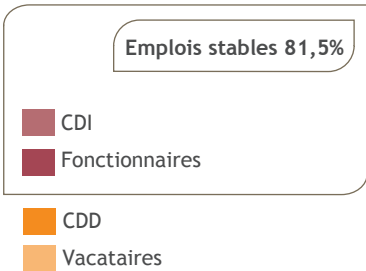 Emplois stables 81,5%
CDI
Fonctionnaires
CDD
Vacataires